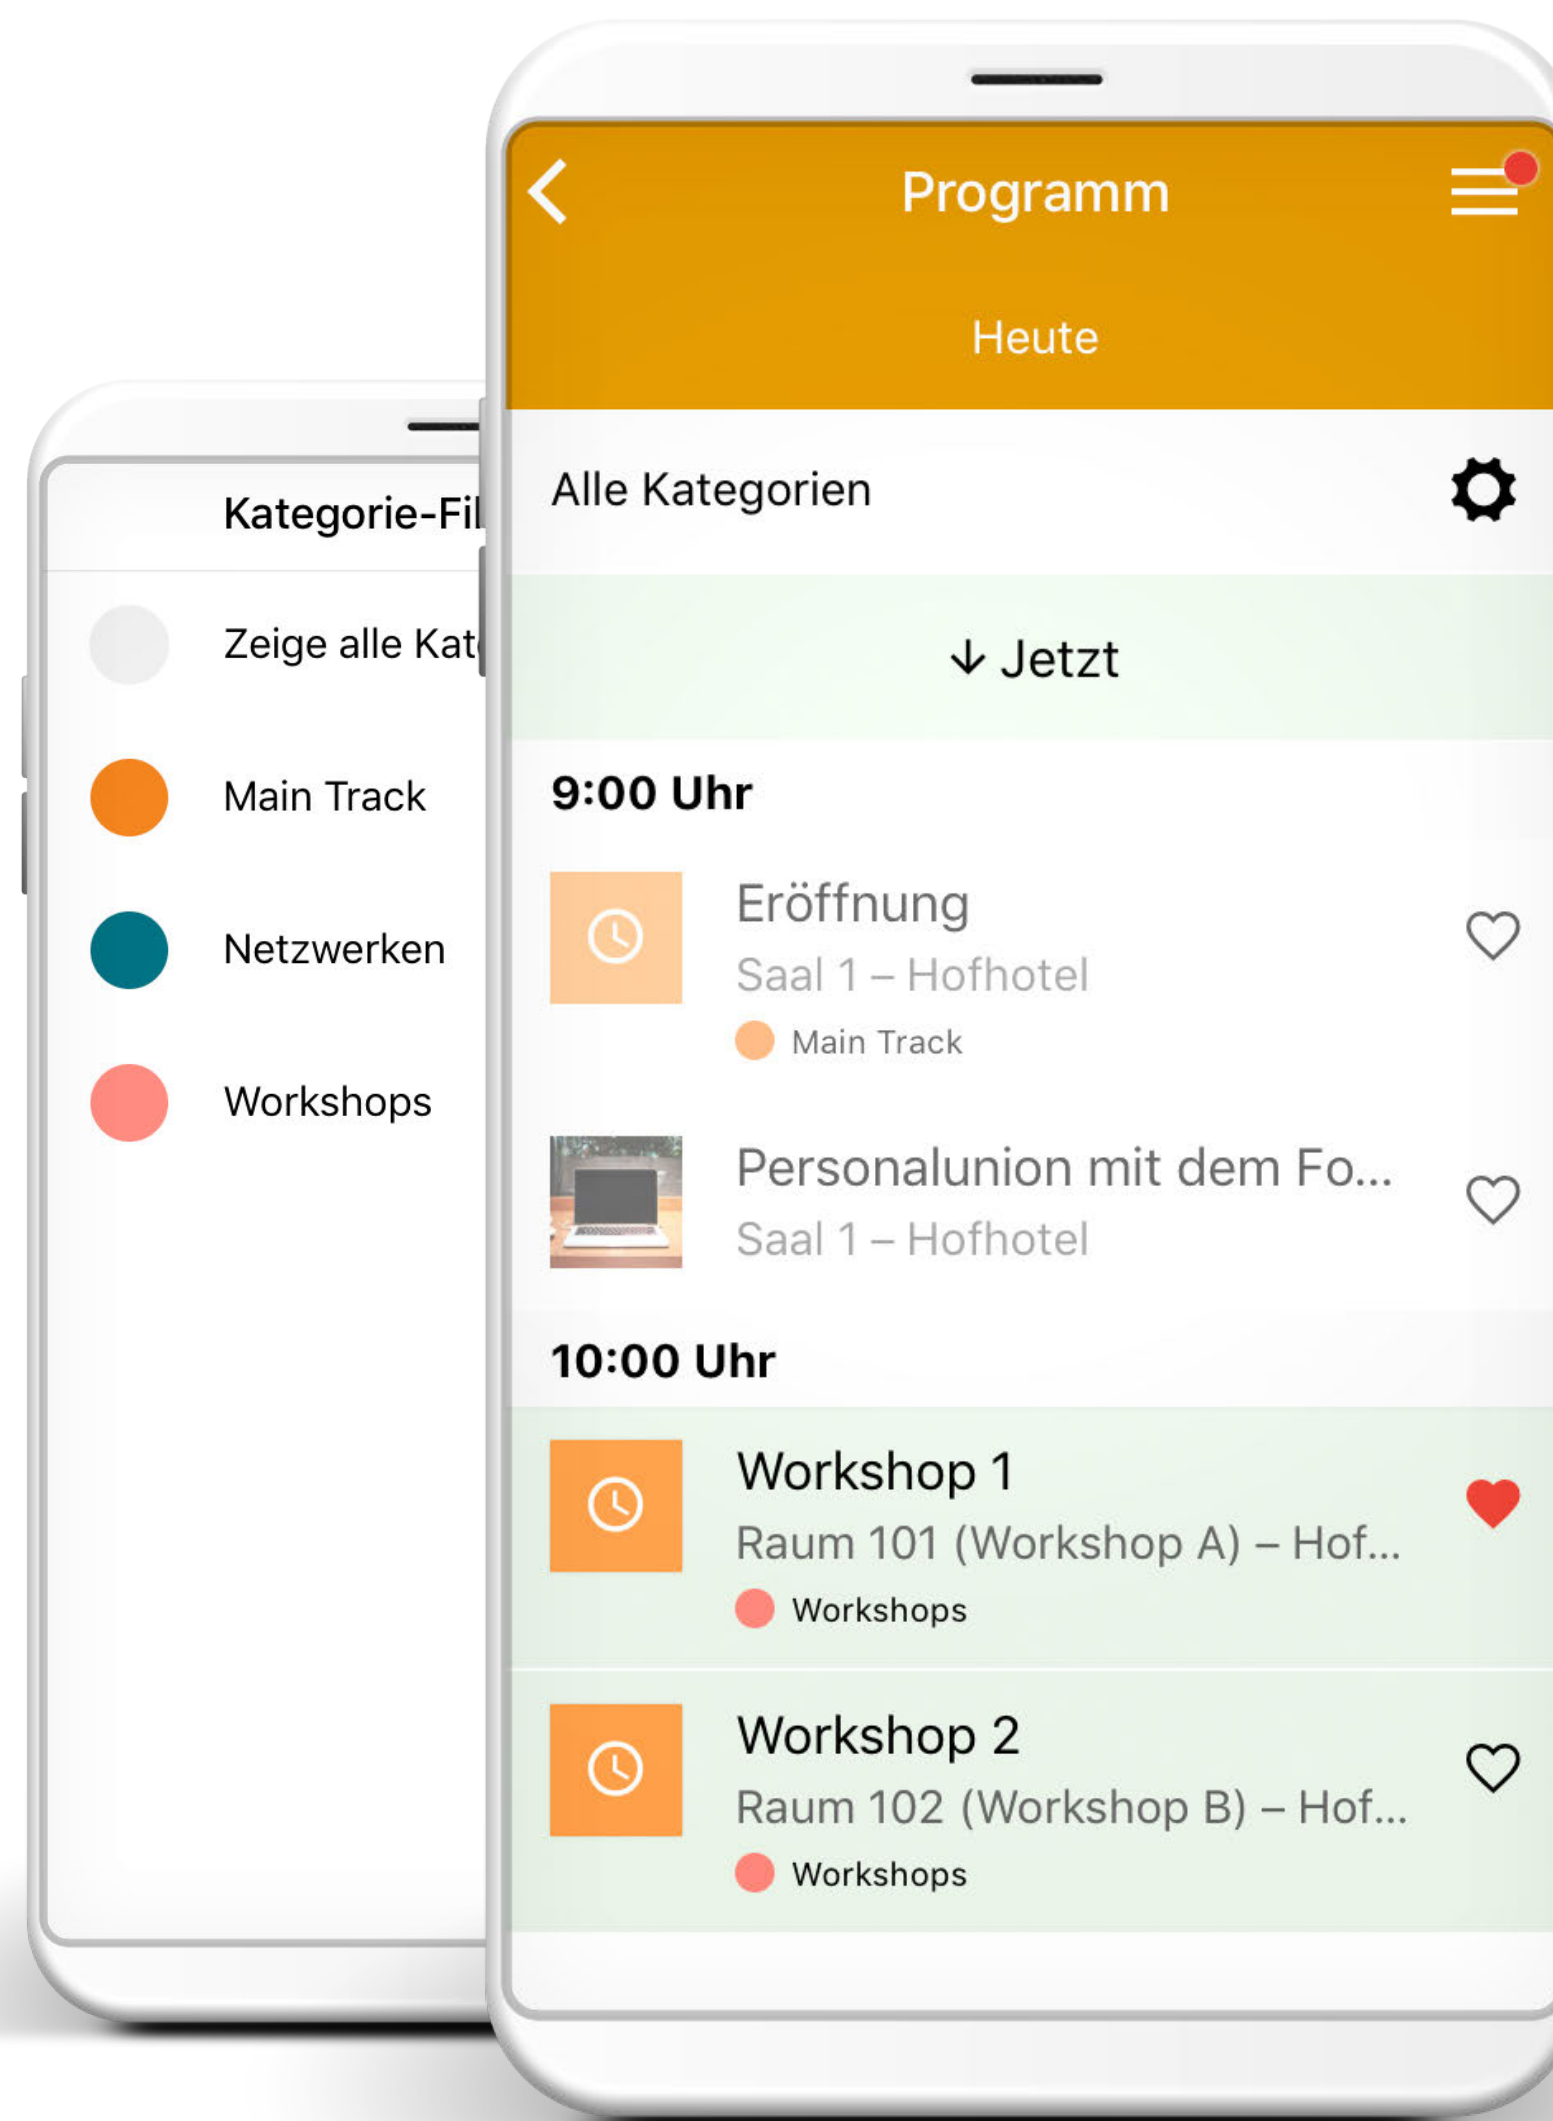 Programm
Heute
Alle Kategorien
↓ Jetzt
9:00 Uhr
Eröffnung
Saal 1 – Hofhotel
Main Track
Personalunion mit dem Fo...
Saal 1 – Hofhotel
10:00 Uhr
Workshop 1
Raum 101 (Workshop A) – Hof...
Workshops
Workshop 2
Raum 102 (Workshop B) – Hof...
Workshops
Kategorie-Fil
Zeige alle Kat
Main Track
Netzwerken
Workshops